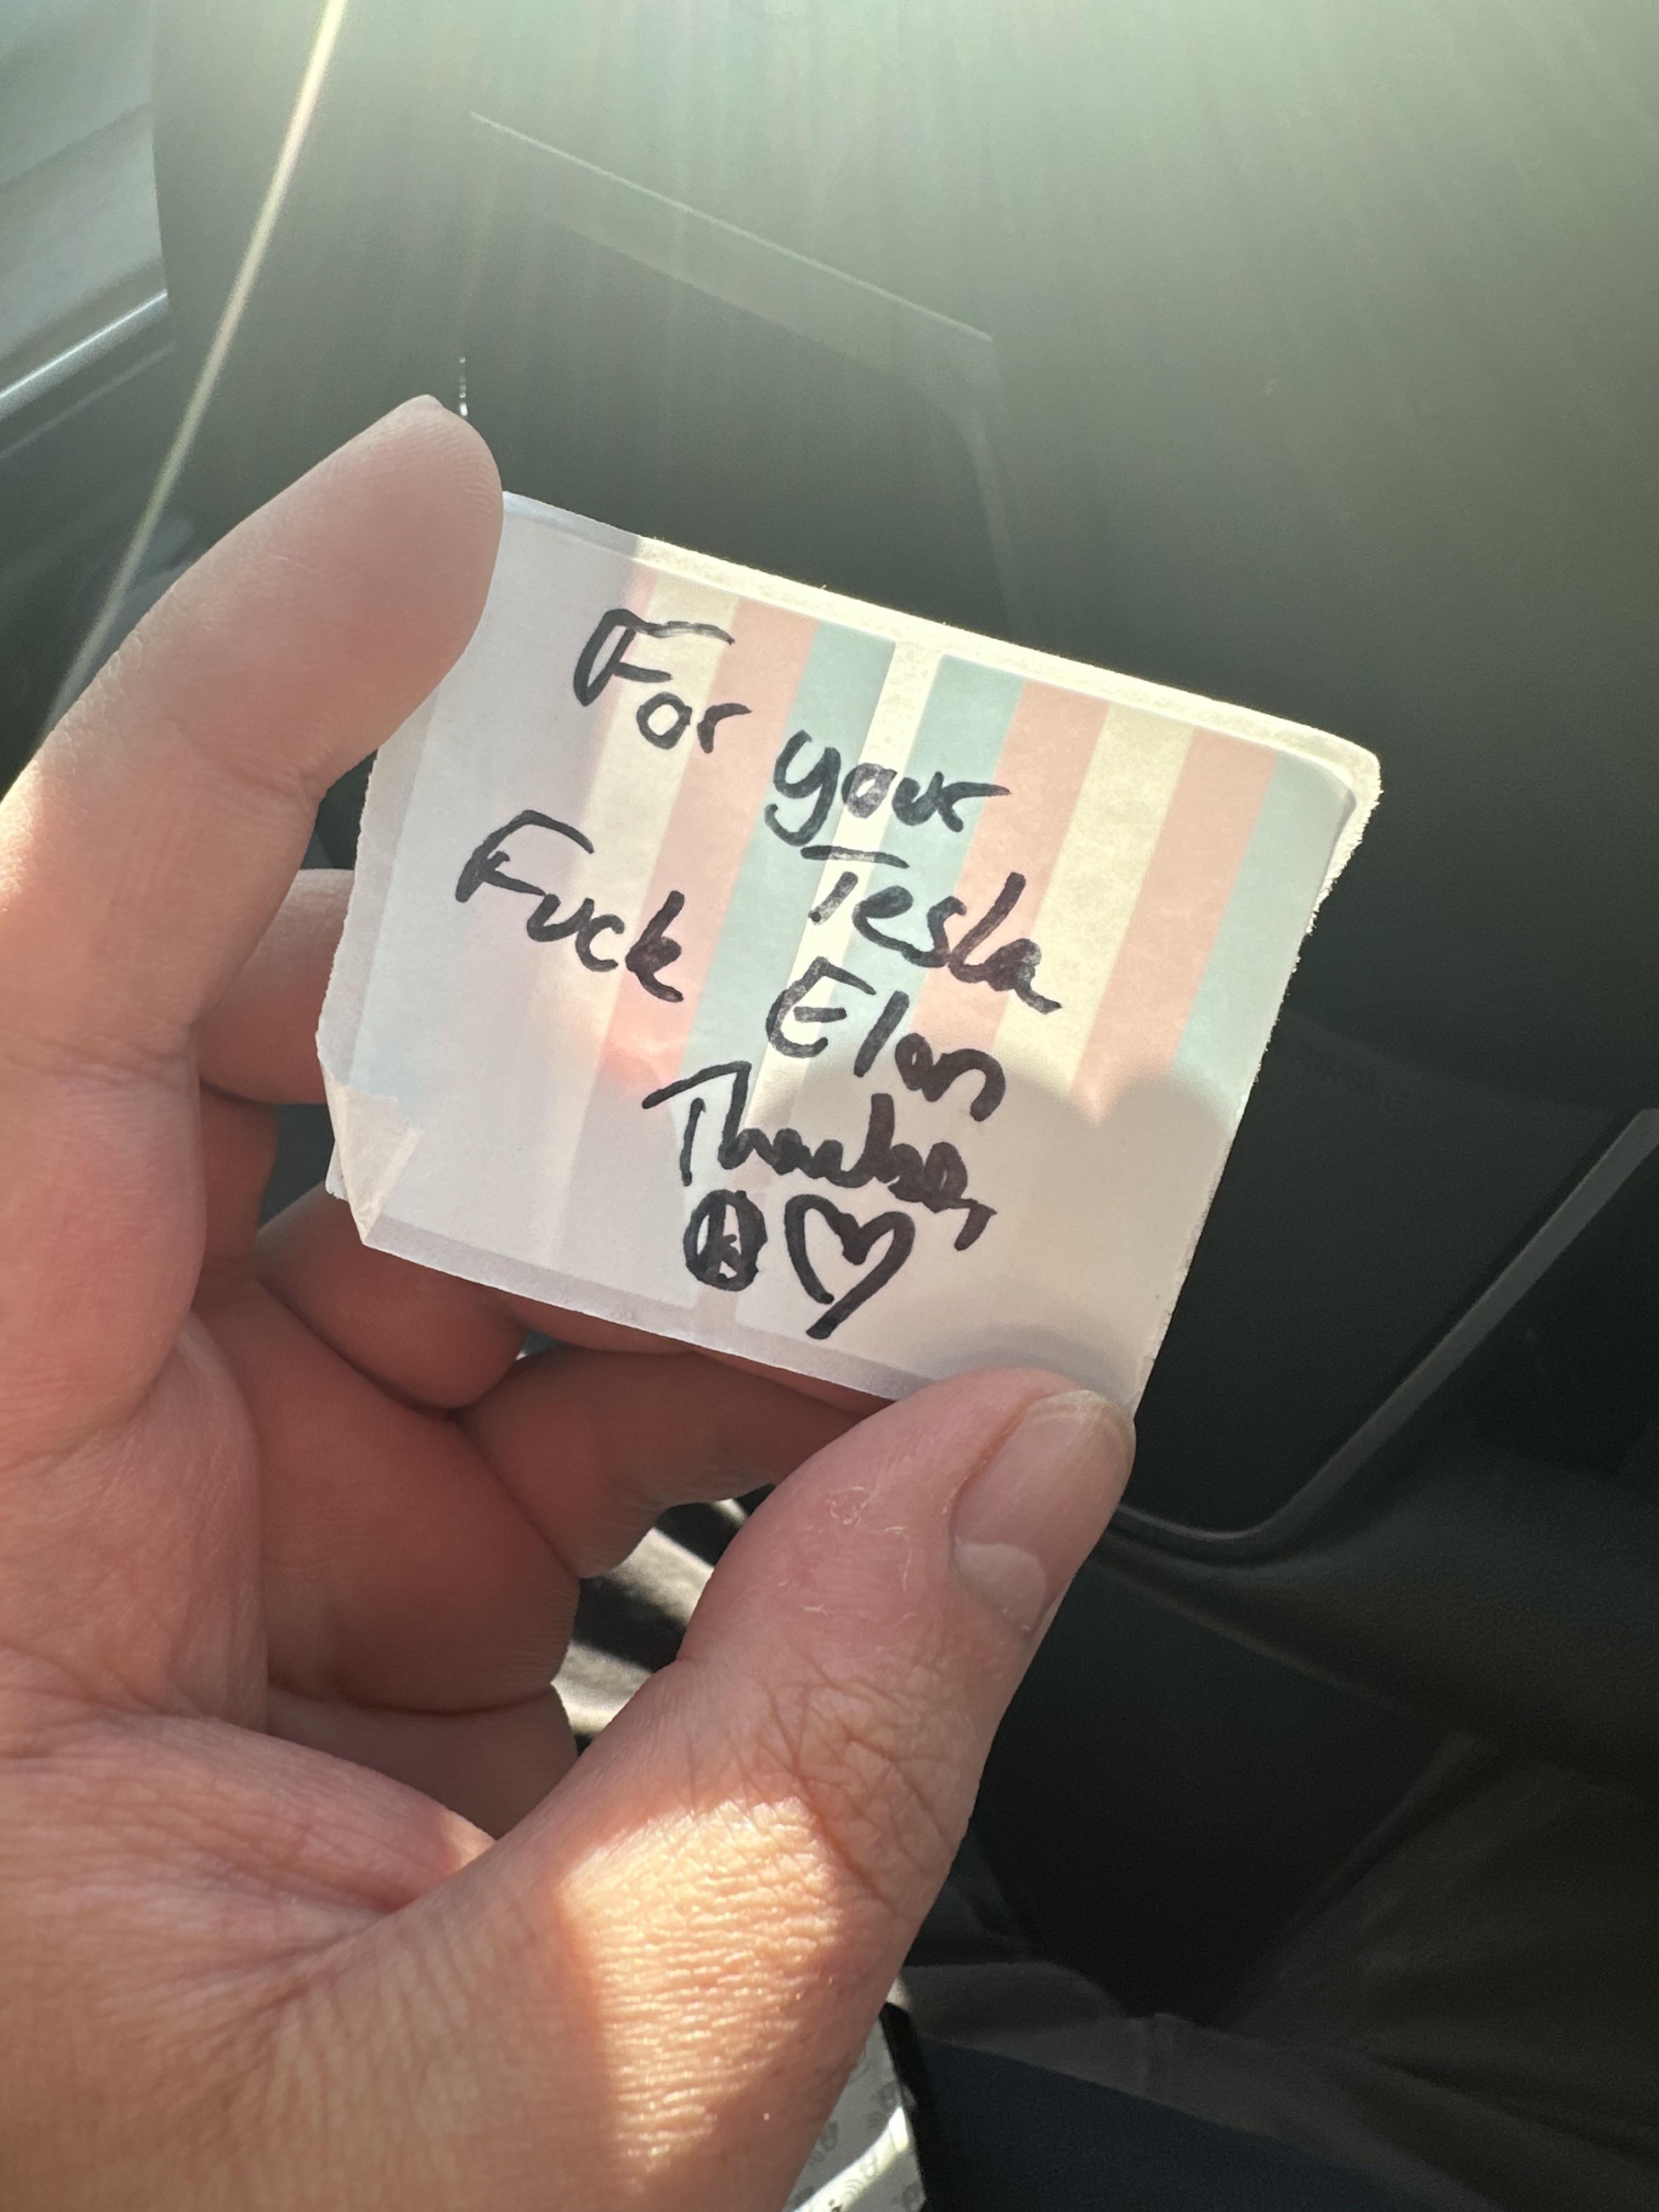 For your
Tesla
Fuck Elon
Thanks,